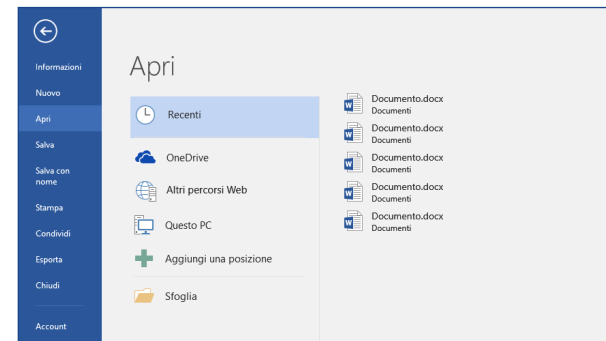 Informazioni
Nuovo
Apri
Salva
Salva con
nome
Stampa
Condividi
Esporta
Chiudi
Account
Apri
Recenti
OneDrive
Altri percorsi Web
Questo PC
Aggiungi una posizione
Sfoglia
Documento.docx
Documenti
Documento.docx
Documenti
Documento.docx
Documenti
Documento.docx
Documenti
Documento.docx
Documenti